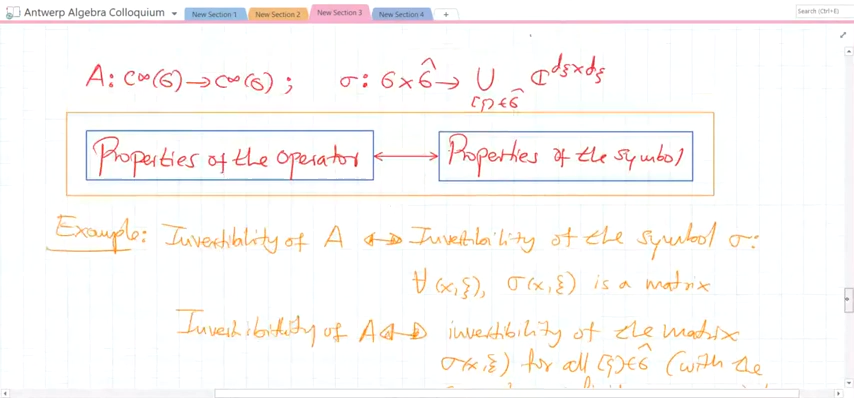 Antwerp Algebra Colloquium
New Section 1
New Section 2
New Section 3
New Section 4
+
Search (Ctrl+E)
A: C∞(G) → C∞(G) ; σ: G × Ĝ → ∪ ℂ^{dξ×dξ}
[ξ] ∈ Ĝ
Properties of the operator ↔ Properties of the symbol
Example: Invertibility of A ↔ Invertibility of the symbol σ:
∀(x,ξ), σ(x,ξ) is a matrix
Invertibility of A ↔ invertibility of the matrix
σ(x,ξ) for all [ξ] ∈ Ĝ (with the